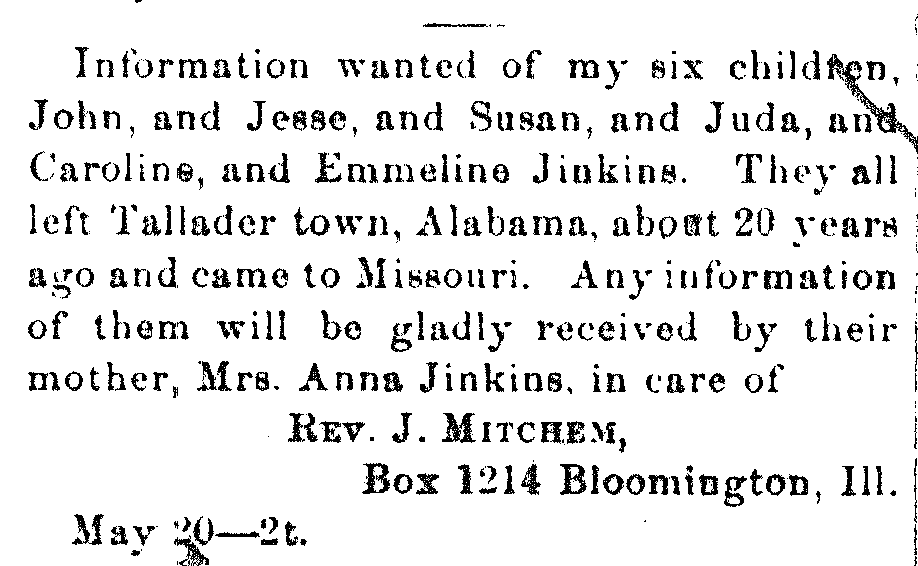 Information wanted of my six children,
John, and Jesse, and Susan, and Juda, and
Caroline, and Emmeline Jinkins. They all
left Tallader town, Alabama, about 20 years
ago and came to Missouri. Any information
of them will be gladly received by their
mother, Mrs. Anna Jinkins, in care of
REV. J. MITCHEM,
Box 1214 Bloomington, Ill.
May 20—2t.